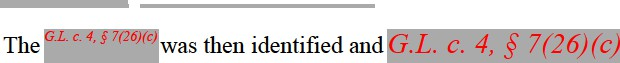 The G.L. c. 4, § 7(26)(c) was then identified and G.L. c. 4, § 7(26)(c)